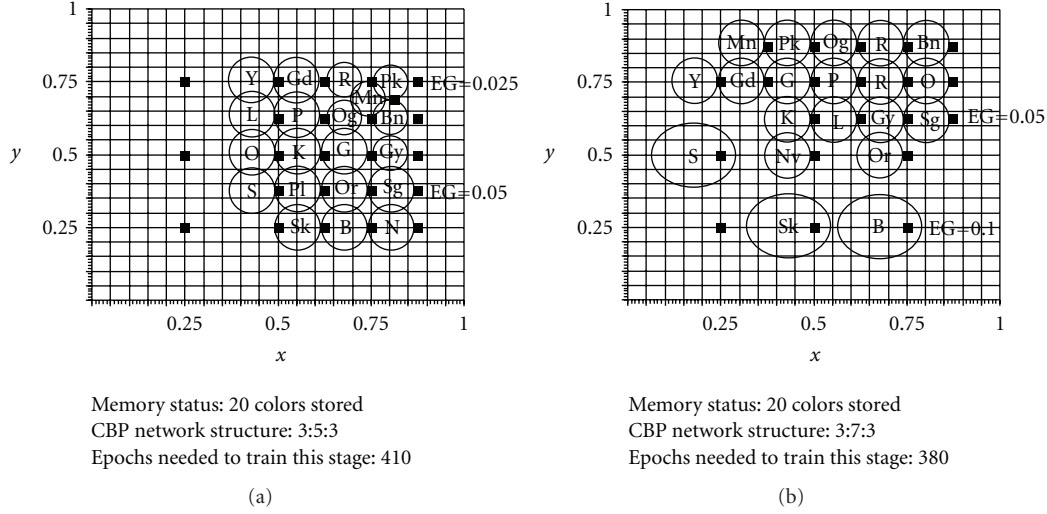 1
0.75
0.5
0.25
y
Y Gd R Pk EG=0.025
Mn
L P Og Bn
O K G Gy
S Pl Or Sg EG=0.05
Sk B N
0.25 0.5 0.75 1
x
Memory status: 20 colors stored
CBP network structure: 3:5:3
Epochs needed to train this stage: 410
(a)
1
0.75
0.5
0.25
y
Mn Pk Og R Bn
Y Gd G P R O
K L Gy Sg EG=0.05
S Nv Or
Sk B EG=0.1
0.25 0.5 0.75 1
x
Memory status: 20 colors stored
CBP network structure: 3:7:3
Epochs needed to train this stage: 380
(b)